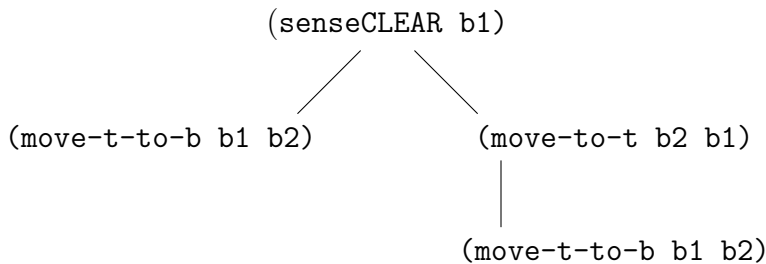 (senseCLEAR b1)
(move-t-to-b b1 b2) (move-to-t b2 b1)
(move-t-to-b b1 b2)